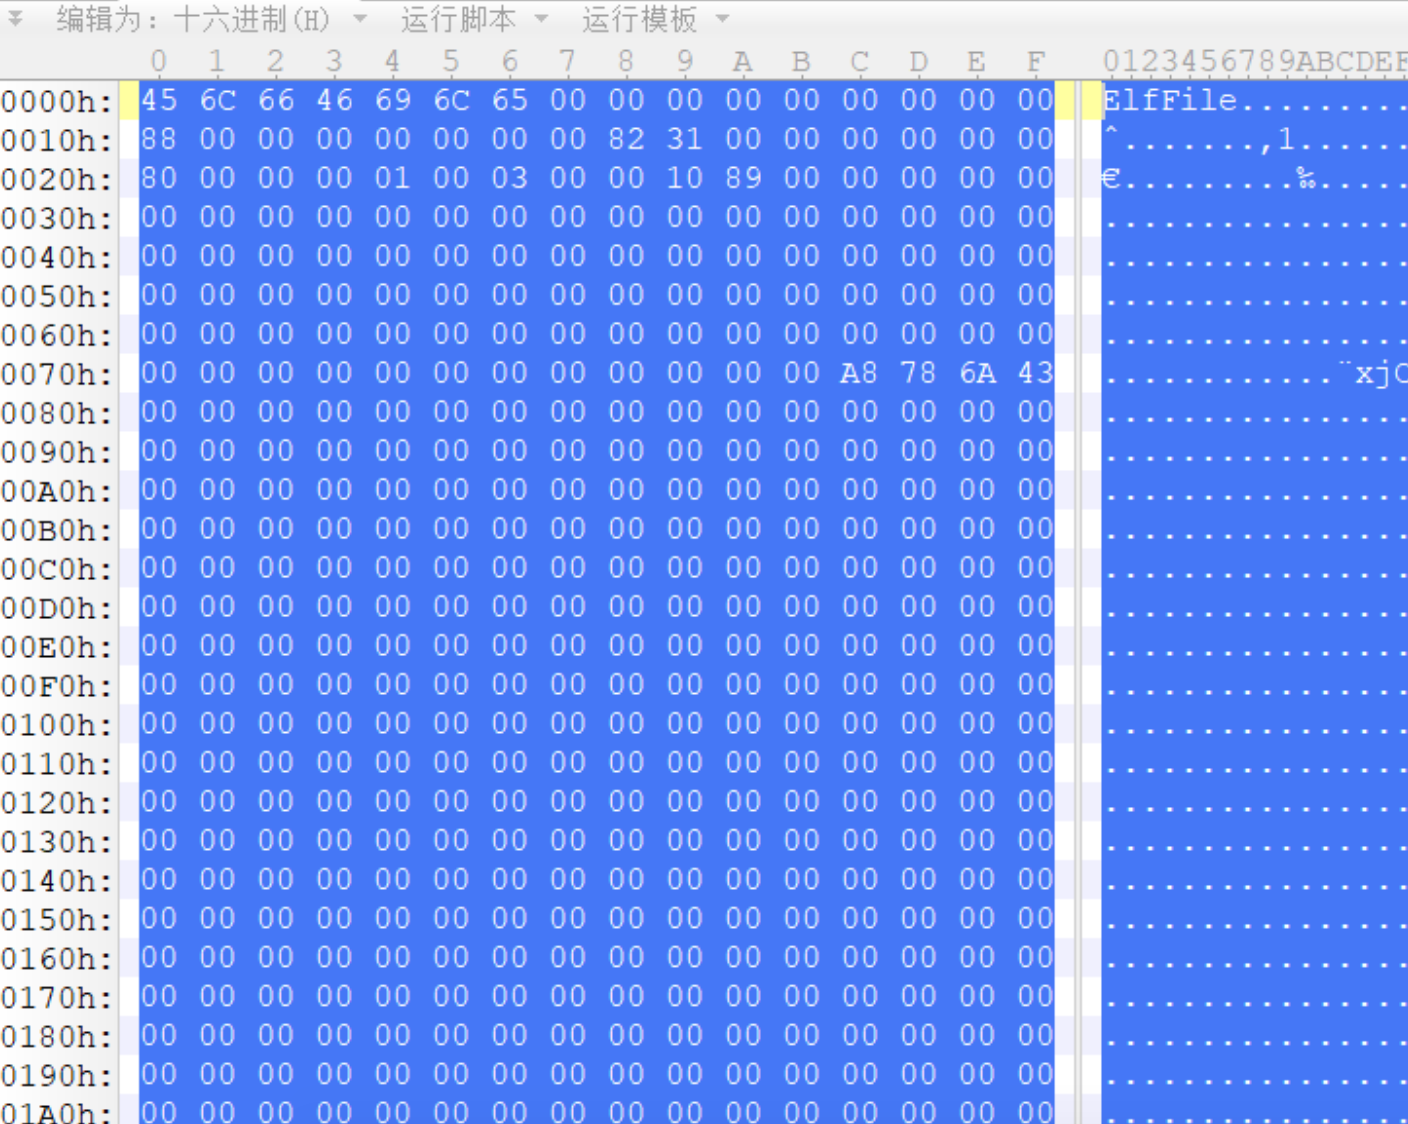 编辑为: 十六进制(H) 运行脚本 运行模板
0 1 2 3 4 5 6 7 8 9 A B C D E F 0123456789ABCDEF
0000h: 45 6C 66 46 69 6C 65 00 00 00 00 00 00 00 00 00 ElfFile.........
0010h: 88 00 00 00 00 00 00 00 82 31 00 00 00 00 00 00 ˆ.......‚1......
0020h: 80 00 00 00 01 00 03 00 00 10 89 00 00 00 00 00 €.........‰.....
0030h: 00 00 00 00 00 00 00 00 00 00 00 00 00 00 00 00 ................
0040h: 00 00 00 00 00 00 00 00 00 00 00 00 00 00 00 00 ................
0050h: 00 00 00 00 00 00 00 00 00 00 00 00 00 00 00 00 ................
0060h: 00 00 00 00 00 00 00 00 00 00 00 00 00 00 00 00 ................
0070h: 00 00 00 00 00 00 00 00 00 00 00 00 A8 78 6A 43 ............¨xjC
0080h: 00 00 00 00 00 00 00 00 00 00 00 00 00 00 00 00 ................
0090h: 00 00 00 00 00 00 00 00 00 00 00 00 00 00 00 00 ................
00A0h: 00 00 00 00 00 00 00 00 00 00 00 00 00 00 00 00 ................
00B0h: 00 00 00 00 00 00 00 00 00 00 00 00 00 00 00 00 ................
00C0h: 00 00 00 00 00 00 00 00 00 00 00 00 00 00 00 00 ................
00D0h: 00 00 00 00 00 00 00 00 00 00 00 00 00 00 00 00 ................
00E0h: 00 00 00 00 00 00 00 00 00 00 00 00 00 00 00 00 ................
00F0h: 00 00 00 00 00 00 00 00 00 00 00 00 00 00 00 00 ................
0100h: 00 00 00 00 00 00 00 00 00 00 00 00 00 00 00 00 ................
0110h: 00 00 00 00 00 00 00 00 00 00 00 00 00 00 00 00 ................
0120h: 00 00 00 00 00 00 00 00 00 00 00 00 00 00 00 00 ................
0130h: 00 00 00 00 00 00 00 00 00 00 00 00 00 00 00 00 ................
0140h: 00 00 00 00 00 00 00 00 00 00 00 00 00 00 00 00 ................
0150h: 00 00 00 00 00 00 00 00 00 00 00 00 00 00 00 00 ................
0160h: 00 00 00 00 00 00 00 00 00 00 00 00 00 00 00 00 ................
0170h: 00 00 00 00 00 00 00 00 00 00 00 00 00 00 00 00 ................
0180h: 00 00 00 00 00 00 00 00 00 00 00 00 00 00 00 00 ................
0190h: 00 00 00 00 00 00 00 00 00 00 00 00 00 00 00 00 ................
01A0h: 00 00 00 00 00 00 00 00 00 00 00 00 00 00 00 00 ................